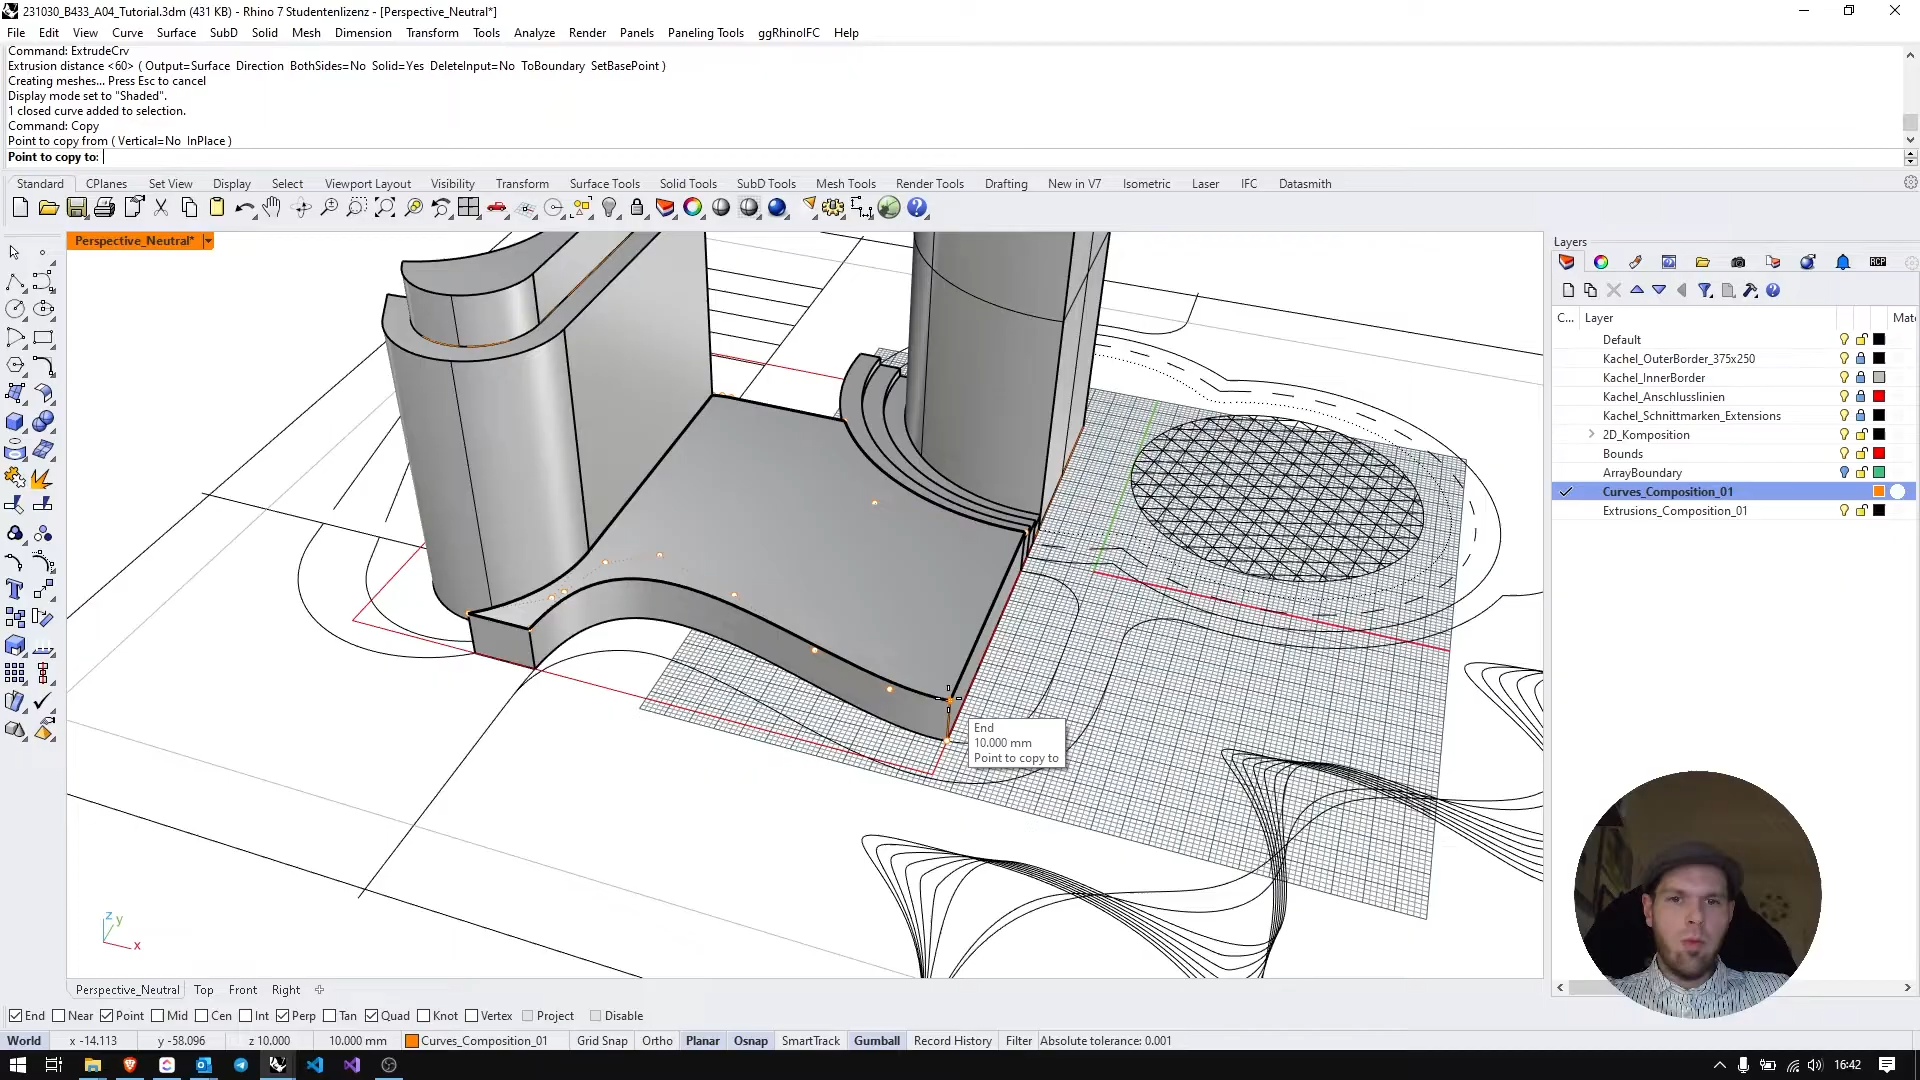 231030_B433_A04_Tutorial.3dm (431 KB) - Rhino 7 Studentenlizenz - [Perspective_Neutral*]
File Edit View Curve Surface SubD Solid Mesh Dimension Transform Tools Analyze Render Panels Paneling Tools ggRhinoIFC Help
Command: ExtrudeCrv
Extrusion distance <60> ( Output=Surface Direction BothSides=No Solid=Yes DeleteInput=No ToBoundary SetBasePoint )
Creating meshes... Press Esc to cancel
Display mode set to "Shaded".
1 closed curve added to selection.
Command: Copy
Point to copy from ( Vertical=No InPlace )
Point to copy to:
Standard CPlanes Set View Display Select Viewport Layout Visibility Transform Surface Tools Solid Tools SubD Tools Mesh Tools Render Tools Drafting New in V7 Isometric Laser IFC Datasmith
Perspective_Neutral*
Layers
RCP
C... Layer Mate
Default
Kachel_OuterBorder_375x250
Kachel_InnerBorder
Kachel_Anschlusslinien
Kachel_Schnittmarken_Extensions
2D_Komposition
Bounds
ArrayBoundary
Curves_Composition_01
Extrusions_Composition_01
End
10.000 mm
Point to copy to
z y
x
Perspective_Neutral Top Front Right
End Near Point Mid Cen Int Perp Tan Quad Knot Vertex Project Disable
World x -14.113 y -58.096 z 10.000 10.000 mm Curves_Composition_01 Grid Snap Ortho Planar Osnap SmartTrack Gumball Record History Filter Absolute tolerance: 0.001
16:42